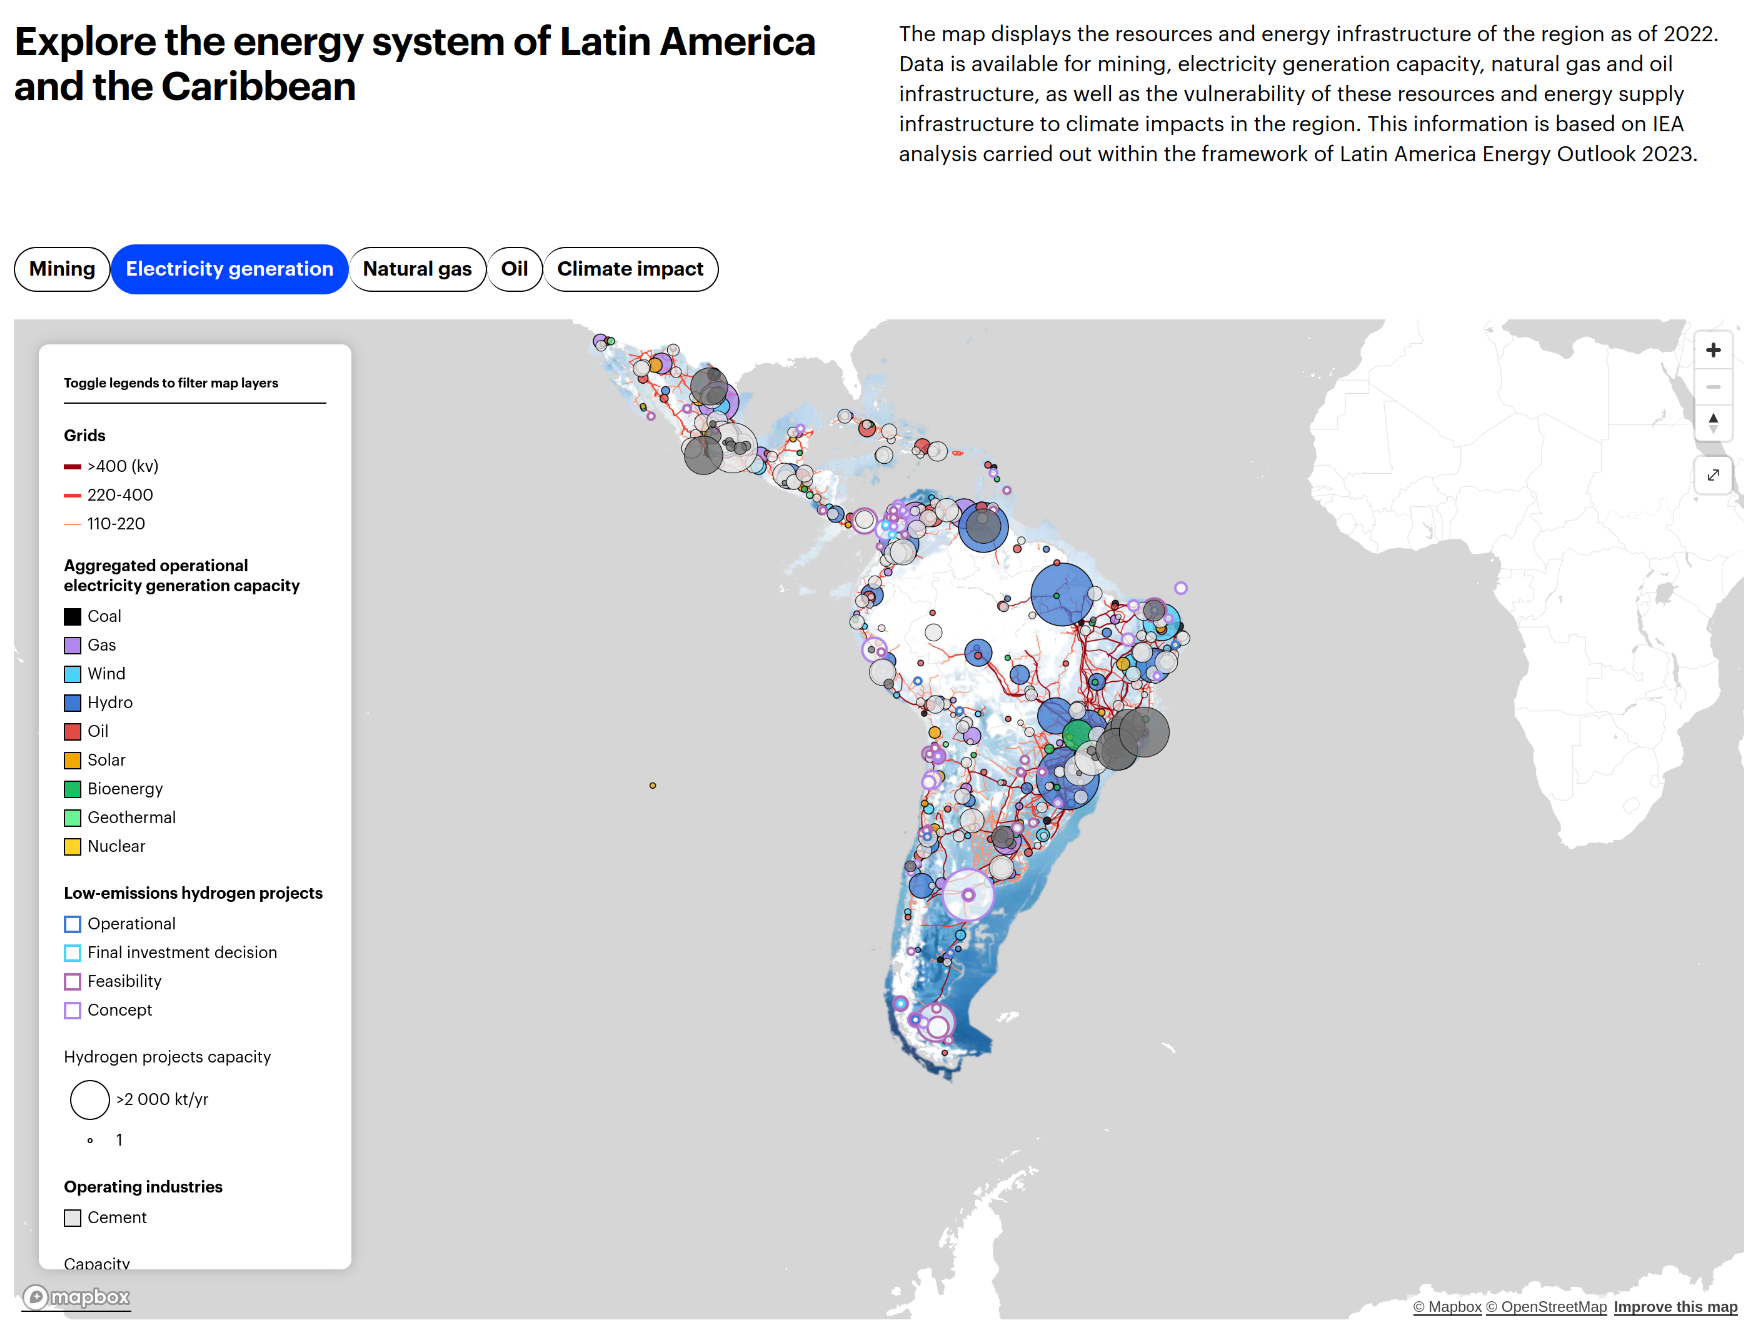 Explore the energy system of Latin America
and the Caribbean
The map displays the resources and energy infrastructure of the region as of 2022.
Data is available for mining, electricity generation capacity, natural gas and oil
infrastructure, as well as the vulnerability of these resources and energy supply
infrastructure to climate impacts in the region. This information is based on IEA
analysis carried out within the framework of Latin America Energy Outlook 2023.
Mining
Electricity generation
Natural gas
Oil
Climate impact
Toggle legends to filter map layers
Grids
>400 (kv)
220-400
110-220
Aggregated operational
electricity generation capacity
Coal
Gas
Wind
Hydro
Oil
Solar
Bioenergy
Geothermal
Nuclear
Low-emissions hydrogen projects
Operational
Final investment decision
Feasibility
Concept
Hydrogen projects capacity
>2 000 kt/yr
1
Operating industries
Cement
Capacity
mapbox
© Mapbox © OpenStreetMap Improve this map